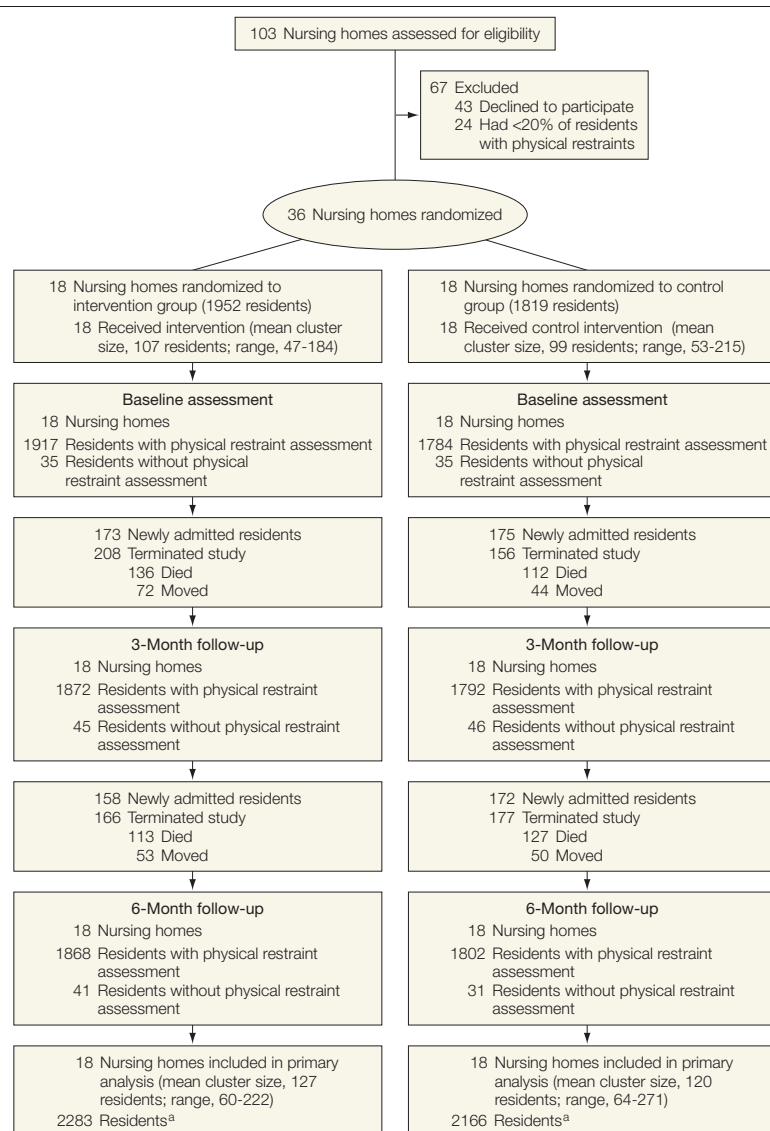 103 Nursing homes assessed for eligibility
67 Excluded
43 Declined to participate
24 Had <20% of residents
with physical restraints
36 Nursing homes randomized
18 Nursing homes randomized to
intervention group (1952 residents)
18 Received intervention (mean cluster
size, 107 residents; range, 47-184)
18 Nursing homes randomized to control
group (1819 residents)
18 Received control intervention (mean
cluster size, 99 residents; range, 53-215)
Baseline assessment
18 Nursing homes
1917 Residents with physical restraint assessment
35 Residents without physical
restraint assessment
Baseline assessment
18 Nursing homes
1784 Residents with physical restraint assessment
35 Residents without physical
restraint assessment
173 Newly admitted residents
208 Terminated study
136 Died
72 Moved
175 Newly admitted residents
156 Terminated study
112 Died
44 Moved
3-Month follow-up
18 Nursing homes
1872 Residents with physical restraint
assessment
45 Residents without physical restraint
assessment
3-Month follow-up
18 Nursing homes
1792 Residents with physical restraint
assessment
46 Residents without physical restraint
assessment
158 Newly admitted residents
166 Terminated study
113 Died
53 Moved
172 Newly admitted residents
177 Terminated study
127 Died
50 Moved
6-Month follow-up
18 Nursing homes
1868 Residents with physical restraint
assessment
41 Residents without physical restraint
assessment
6-Month follow-up
18 Nursing homes
1802 Residents with physical restraint
assessment
31 Residents without physical restraint
assessment
18 Nursing homes included in primary
analysis (mean cluster size, 127
residents; range, 60-222)
2283 Residentsª
18 Nursing homes included in primary
analysis (mean cluster size, 120
residents; range, 64-271)
2166 Residentsª